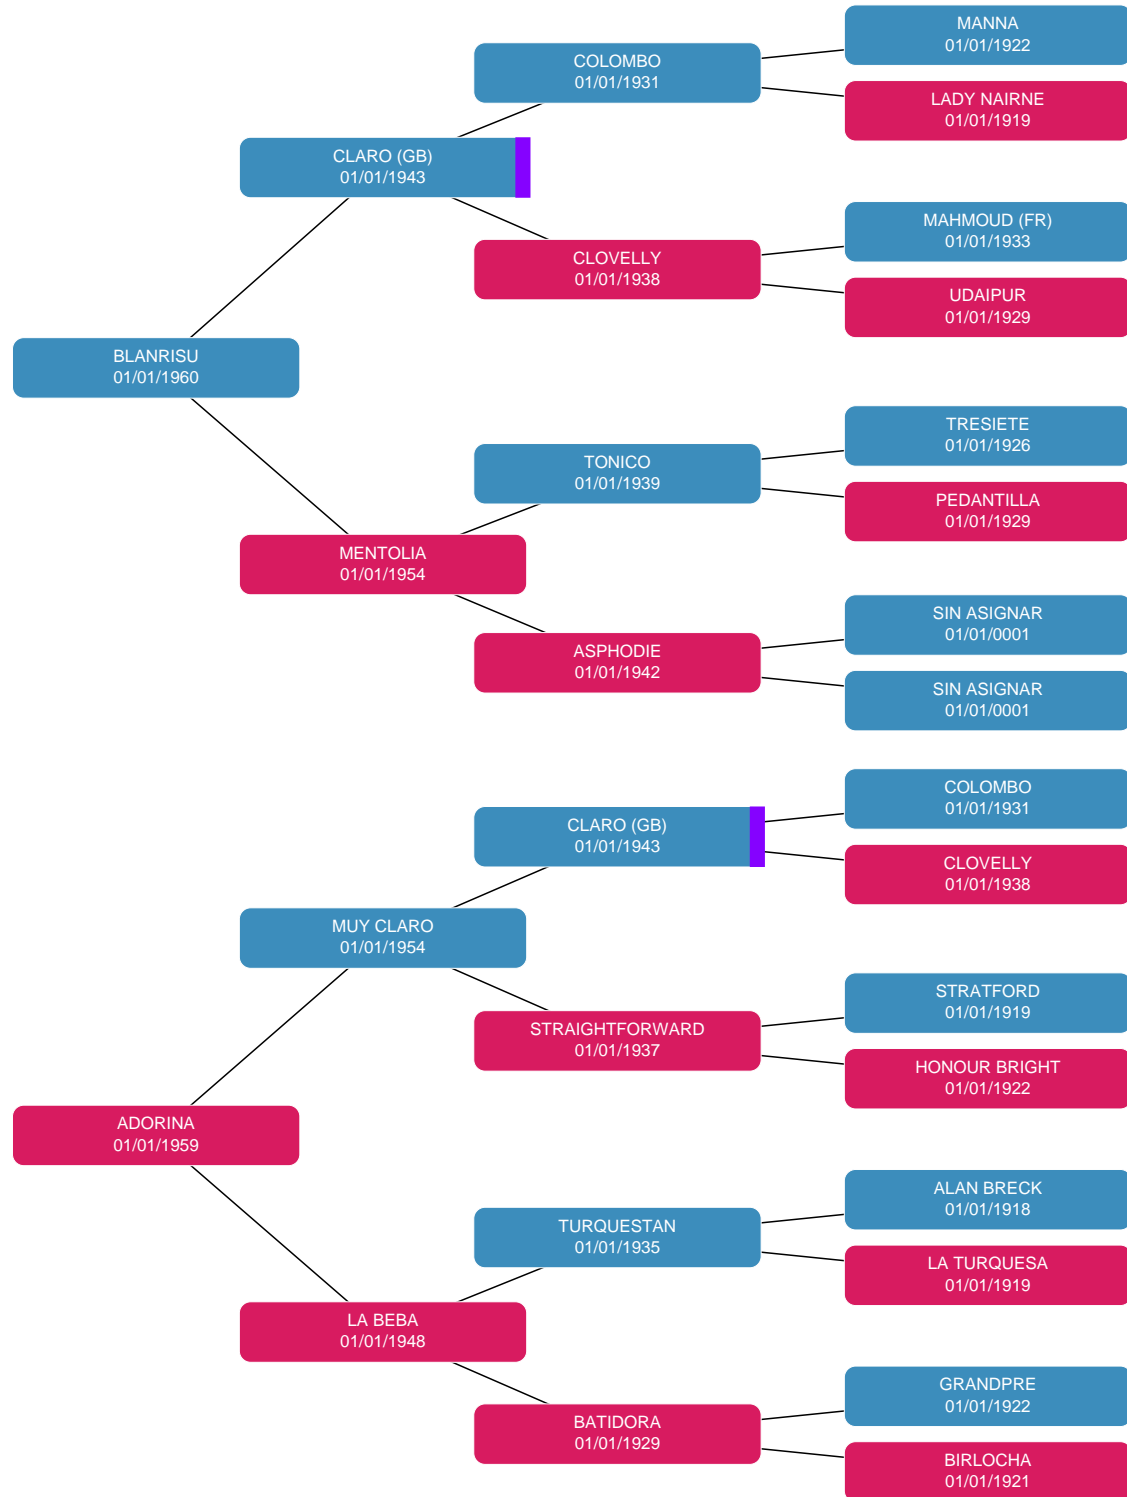 MANNA
01/01/1922
COLOMBO
01/01/1931
LADY NAIRNE
01/01/1919
CLARO (GB)
01/01/1943
MAHMOUD (FR)
01/01/1933
CLOVELLY
01/01/1938
UDAIPUR
01/01/1929
BLANRISU
01/01/1960
TRESIETE
01/01/1926
TONICO
01/01/1939
PEDANTILLA
01/01/1929
MENTOLIA
01/01/1954
SIN ASIGNAR
01/01/0001
ASPHODIE
01/01/1942
SIN ASIGNAR
01/01/0001
COLOMBO
01/01/1931
CLARO (GB)
01/01/1943
CLOVELLY
01/01/1938
MUY CLARO
01/01/1954
STRATFORD
01/01/1919
STRAIGHTFORWARD
01/01/1937
HONOUR BRIGHT
01/01/1922
ADORINA
01/01/1959
ALAN BRECK
01/01/1918
TURQUESTAN
01/01/1935
LA TURQUESA
01/01/1919
LA BEBA
01/01/1948
GRANDPRE
01/01/1922
BATIDORA
01/01/1929
BIRLOCHA
01/01/1921